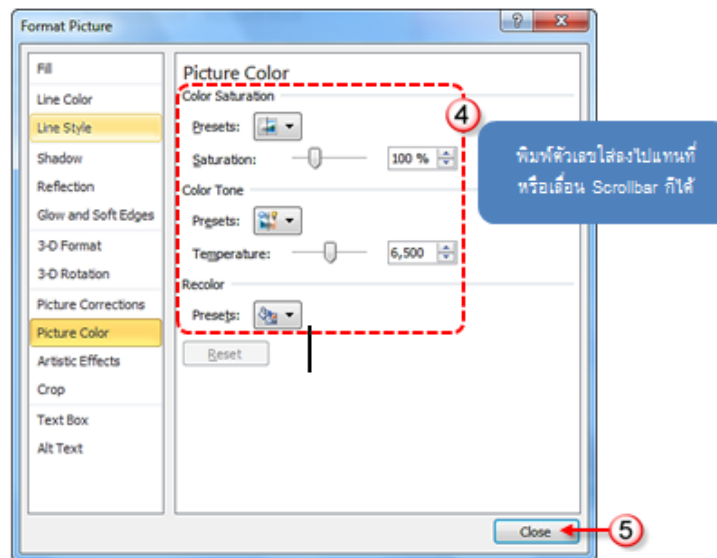 Format Picture
Fill
Line Color
Line Style
Shadow
Reflection
Glow and Soft Edges
3-D Format
3-D Rotation
Picture Corrections
Picture Color
Artistic Effects
Crop
Text Box
Alt Text
Picture Color
Color Saturation
Presets:
Saturation: 100 %
Color Tone
Presets:
Temperature: 6,500
Recolor
Presets:
Reset
4
พิมพ์ตัวเลขใส่ลงไปแทนที่
หรือเลื่อน Scrollbar ก็ได้
Close
5